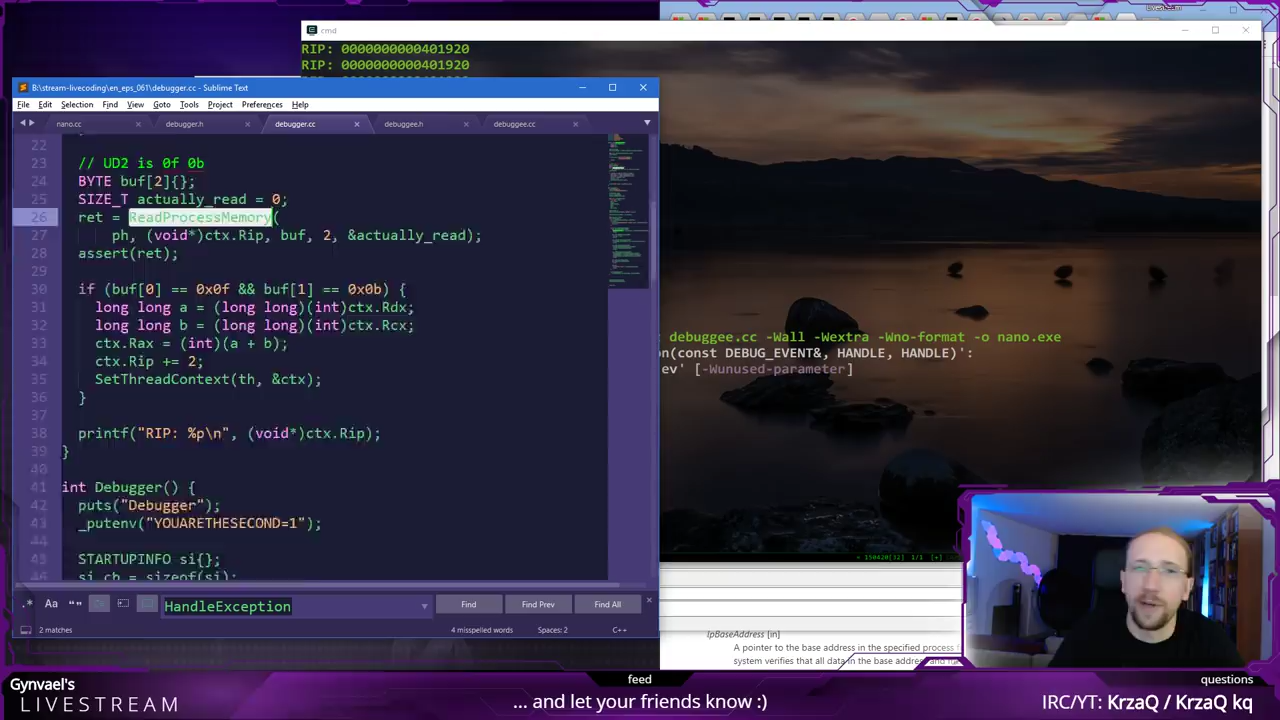 cmd
RIP: 0000000000401920
RIP: 0000000000401920
B:\stream-livecoding\en_eps_061\debugger.cc - Sublime Text
File Edit Selection Find View Goto Tools Project Preferences Help
nano.cc debugger.h debugger.cc debuggee.h debuggee.cc
22
23 // UD2 is 0f 0b
24 BYTE buf[2]{};
25 SIZE_T actually_read = 0;
26 ret = ReadProcessMemory(
27 ph, (void*)ctx.Rip, buf, 2, &actually_read);
28 assert(ret);
29
30 if (buf[0] == 0x0f && buf[1] == 0x0b) {
31 long long a = (long long)(int)ctx.Rdx;
32 long long b = (long long)(int)ctx.Rcx;
33 ctx.Rax = (int)(a + b);
34 ctx.Rip += 2;
35 SetThreadContext(th, &ctx);
36 }
37
38 printf("RIP: %p\n", (void*)ctx.Rip);
39 }
40
41 int Debugger() {
42 puts("Debugger");
43 _putenv("YOUARETHESECOND=1");
44
45 STARTUPINFO si{};
46 si.cb = sizeof(si);
debuggee.cc -Wall -Wextra -Wno-format -o nano.exe
on(const DEBUG_EVENT&, HANDLE, HANDLE)':
ev' [-Wunused-parameter]
.* Aa HandleException Find Find Prev Find All
2 matches 4 misspelled words Spaces: 2 C++
lpBaseAddress [in]
A pointer to the base address in the specified process
system verifies that all data in the base address and
Gynvael's
LIVESTREAM
feed
... and let your friends know :)
questions
IRC/YT: KrzaQ / KrzaQ kq